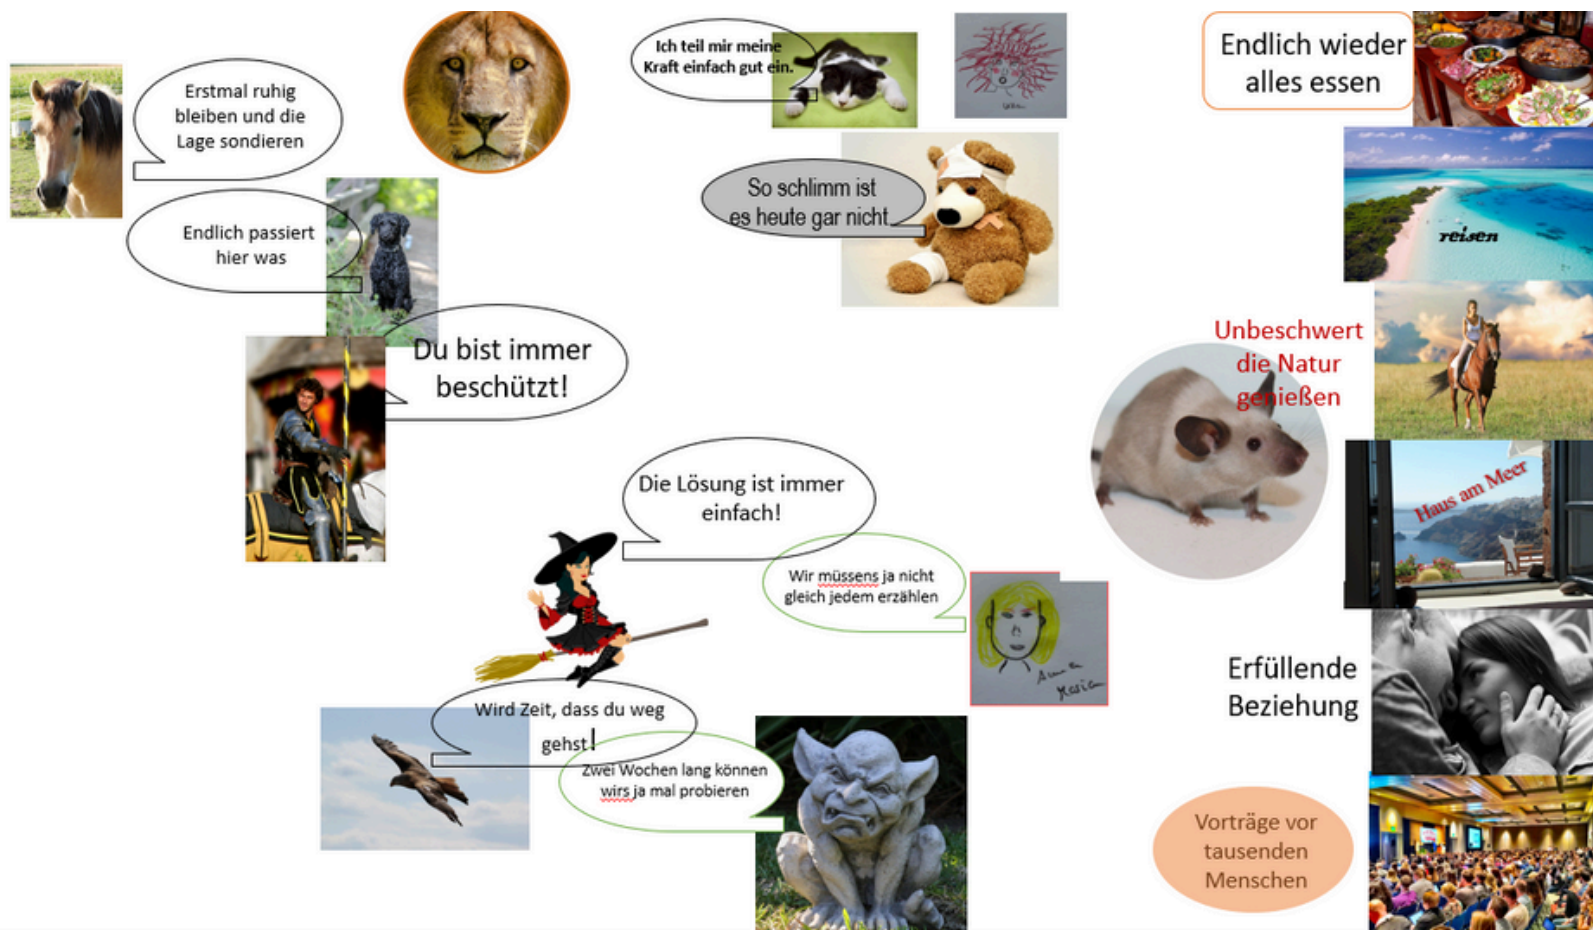 Erstmal ruhig
bleiben und die
Lage sondieren
Endlich passiert
hier was
Du bist immer
beschützt!
Ich teil mir meine
Kraft einfach gut ein.
So schlimm ist
es heute gar nicht
Die Lösung ist immer
einfach!
Wir müssens ja nicht
gleich jedem erzählen
Anna
Maria
Wird Zeit, dass du weg
gehst!
Zwei Wochen lang können
wirs ja mal probieren
Endlich wieder
alles essen
reisen
Unbeschwert
die Natur
genießen
Haus am Meer
Erfüllende
Beziehung
Vorträge vor
tausenden
Menschen